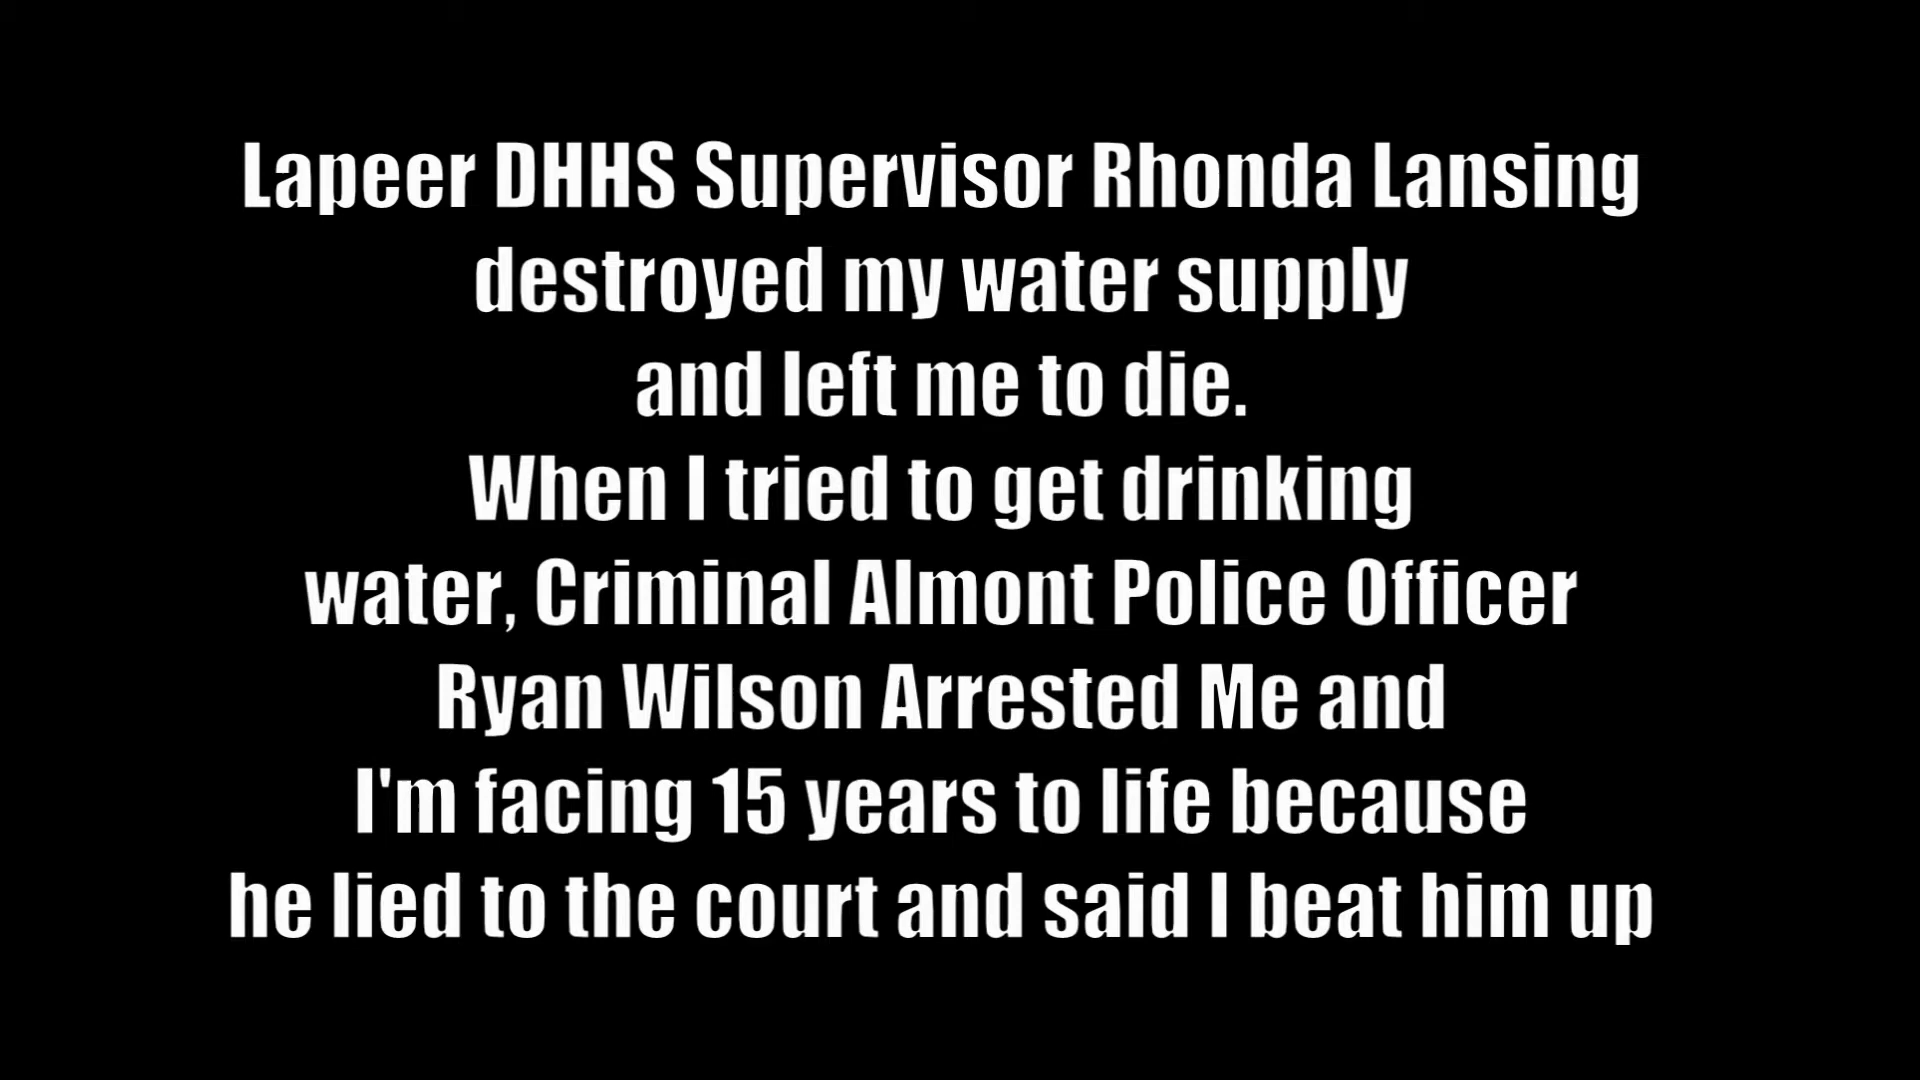 Lapeer DHHS Supervisor Rhonda Lansing
destroyed my water supply
and left me to die.
When I tried to get drinking
water, Criminal Almont Police Officer
Ryan Wilson Arrested Me and
I'm facing 15 years to life because
he lied to the court and said I beat him up